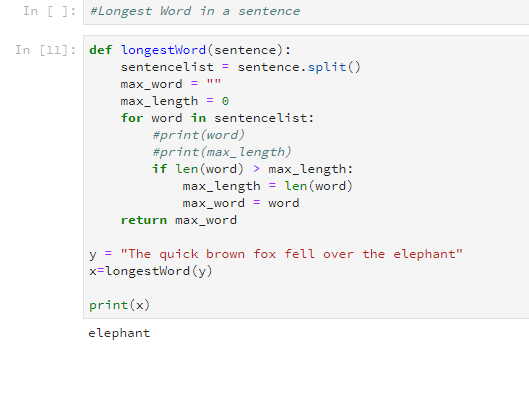 In [ ]: #Longest Word in a sentence
In [11]: def longestWord(sentence):
    sentencelist = sentence.split()
    max_word = ""
    max_length = 0
    for word in sentencelist:
        #print(word)
        #print(max_length)
        if len(word) > max_length:
            max_length = len(word)
            max_word = word
    return max_word

y = "The quick brown fox fell over the elephant"
x=longestWord(y)

print(x)
elephant